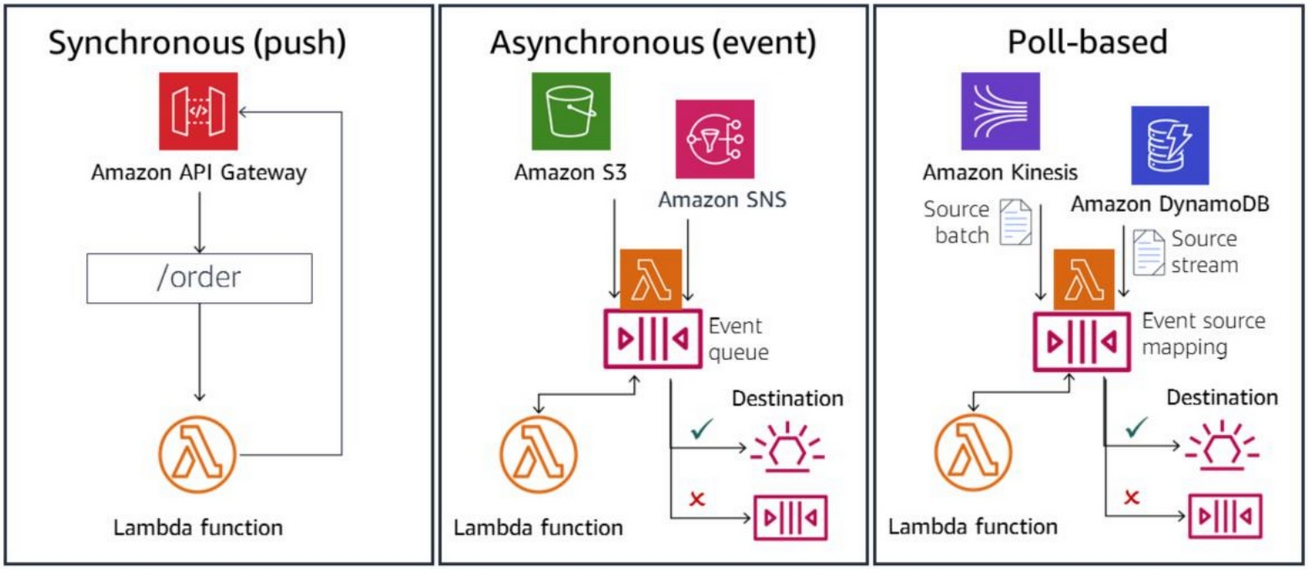 Synchronous (push)
Amazon API Gateway
/order
Lambda function
Asynchronous (event)
Amazon S3
Amazon SNS
Event
queue
Destination
Lambda function
Poll-based
Amazon Kinesis
Amazon DynamoDB
Source
batch
Source
stream
Event source
mapping
Destination
Lambda function